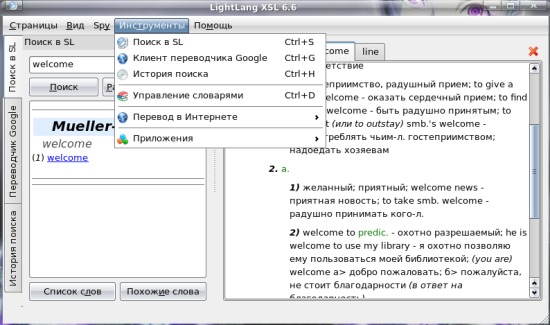 LightLang XSL 6.6
Страницы Вид Spy Инструменты Помощь
Поиск в SL Ctrl+S
Клиент переводчика Google Ctrl+G
История поиска Ctrl+H
Управление словарями Ctrl+D
Перевод в Интернете
Приложения
Поиск в SL
Переводчик Google
История поиска
Поиск в SL
welcome
Поиск
Mueller-
welcome
(1) welcome
Список слов Похожие слова
line
приимство, радушный прием; to give a
elcome - оказать сердечный прием; to find
welcome - быть радушно принятым; to
(или to outstay) smb.'s welcome -
треблять чьим-л. гостеприимством;
надоедать хозяевам
2. a.
1) желанный; приятный; welcome news -
приятная новость; to take smb. welcome -
радушно принимать кого-л.
2) welcome to predic. - охотно разрешаемый; he is
welcome to use my library - я охотно позволяю
ему пользоваться моей библиотекой; (you are)
welcome a> добро пожаловать; б> пожалуйста,
не стоит благодарности (в ответ на
благодарность)